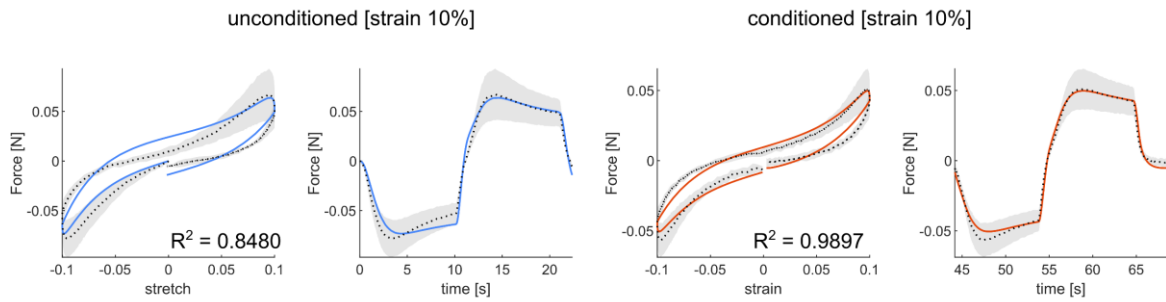 unconditioned [strain 10%]
conditioned [strain 10%]
Force [N]
0.05
0
-0.05
-0.1
-0.05
0
0.05
0.1
stretch
R² = 0.8480
Force [N]
0.05
0
-0.05
0
5
10
15
20
time [s]
Force [N]
0.05
0
-0.05
-0.1
-0.05
0
0.05
0.1
strain
R² = 0.9897
Force [N]
0.05
0
-0.05
45
50
55
60
65
time [s]